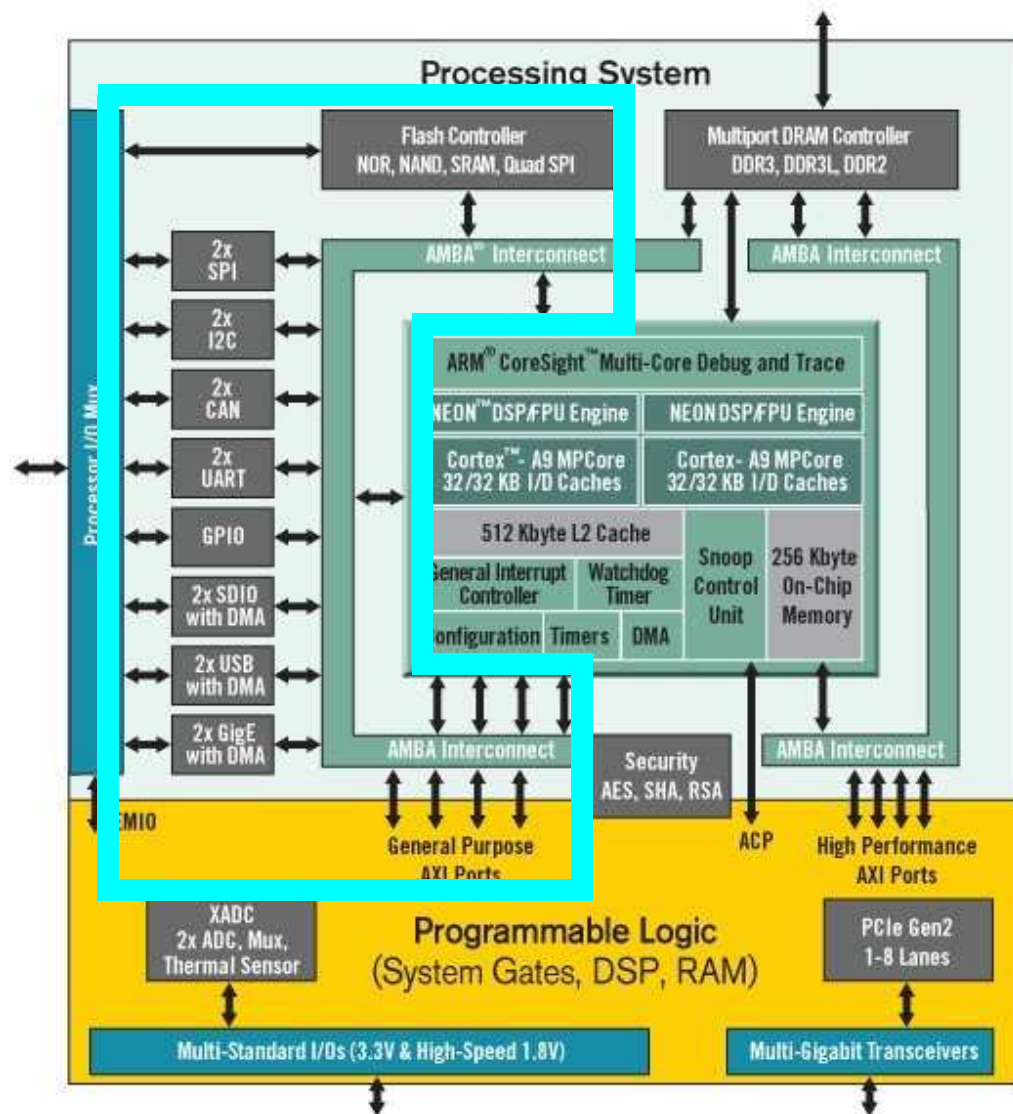 Processing System
Flash Controller
NOR, NAND, SRAM, Quad SPI
Multiport DRAM Controller
DDR3, DDR3L, DDR2
AMBA® Interconnect
AMBA Interconnect
Processor I/O Mux
2x
SPI
2x
I2C
2x
CAN
2x
UART
GPIO
2x SDIO
with DMA
2x USB
with DMA
2x GigE
with DMA
ARM® CoreSight™ Multi-Core Debug and Trace
NEON™ DSP/FPU Engine
NEON DSP/FPU Engine
Cortex™- A9 MPCore
32/32 KB I/D Caches
Cortex- A9 MPCore
32/32 KB I/D Caches
512 Kbyte L2 Cache
Snoop
Control
Unit
256 Kbyte
On-Chip
Memory
General Interrupt
Controller
Watchdog
Timer
Configuration
Timers
DMA
AMBA Interconnect
Security
AES, SHA, RSA
AMBA Interconnect
EMIO
General Purpose
AXI Ports
ACP
High Performance
AXI Ports
XADC
2x ADC, Mux,
Thermal Sensor
Programmable Logic
(System Gates, DSP, RAM)
PCIe Gen2
1-8 Lanes
Multi-Standard I/Os (3.3V & High-Speed 1.8V)
Multi-Gigabit Transceivers